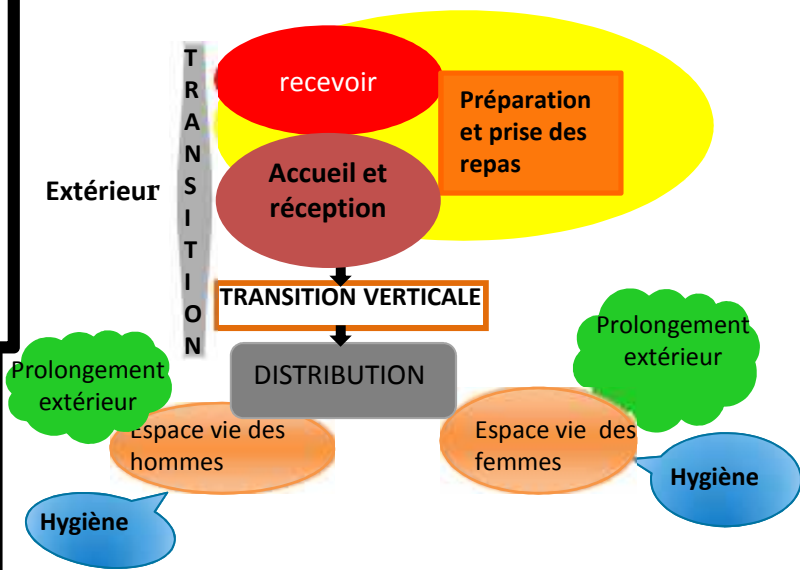 TRANSITION
recevoir
Préparation
et prise des
repas
Accueil et
réception
Extérieur
TRANSITION VERTICALE
DISTRIBUTION
Prolongement
extérieur
Prolongement
extérieur
Espace vie des
hommes
Espace vie des
femmes
Hygiène
Hygiène